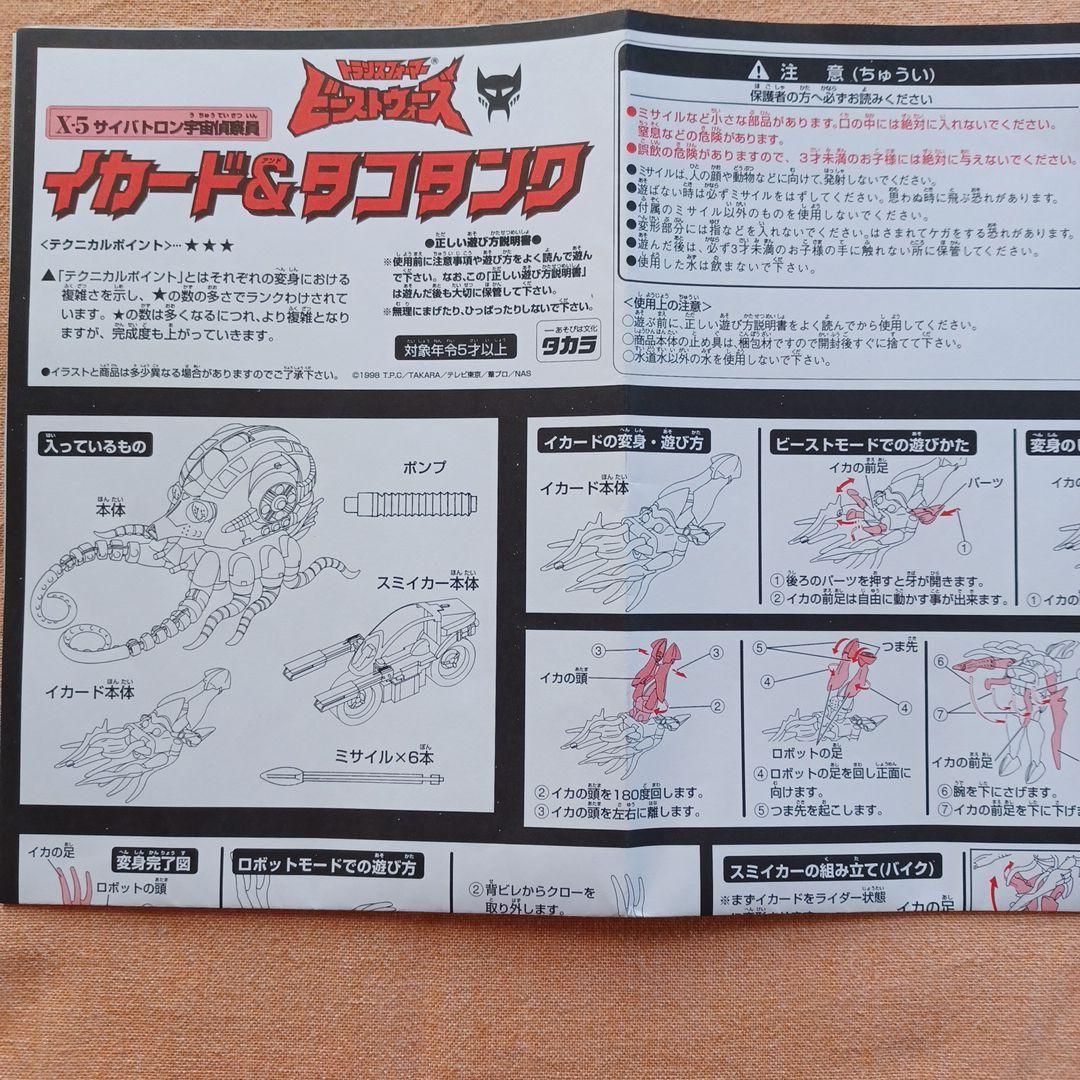 トランスフォーマー®
ビーストウォーズ
X-5 サイバトロン宇宙偵察員
イカード&タコタンク
<テクニカルポイント>…★★★
▲「テクニカルポイント」とはそれぞれの変身における
複雑さを示し、★の数の多さでランクわけされて
います。★の数は多くなるにつれ、より複雑となり
ますが、完成度も上がっていきます。
●イラストと商品は多少異なる場合がありますのでご了承下さい。
●正しい遊び方説明書●
※使用前に注意事項や遊び方をよく読んで遊ん
で下さい。なお、この「正しい遊び方説明書」
は遊んだ後も大切に保管して下さい。
※無理にまげたり、ひっぱったりしないで下さい。
対象年令5才以上
あそびは文化
タカラ
©1998 T.P.C/TAKARA/テレビ東京/葦プロ/NAS
注 意(ちゅうい)
保護者の方へ必ずお読みください
●ミサイルなど小さな部品があります。口の中には絶対に入れないでください。
窒息などの危険があります。
●誤飲の危険がありますので、3才未満のお子様には絶対に与えないでください。
●ミサイルは、人の顔や動物などに向けて、発射しないでください。
●遊ばない時は必ずミサイルをはずしてください。思わぬ時に飛ぶ恐れがあります。
●付属のミサイル以外のものを使用しないでください。
●変形部分には指などを入れないでください。はさまれてケガをする恐れがあります。
●遊んだ後は、必ず3才未満のお子様の手に触れない所に保管してください。
●使用した水は飲まないで下さい。
<使用上の注意>
○遊ぶ前に、正しい遊び方説明書をよく読んでから使用してください。
○商品本体の止め具は、梱包材ですので開封後すぐに捨てて下さい。
○水道水以外の水を使用しないで下さい。
入っているもの
本体
ポンプ
スミイカー本体
イカード本体
ミサイル×6本
イカードの変身・遊び方
イカード本体
ビーストモードでの遊びかた
イカの前足
パーツ
①
①後ろのパーツを押すと牙が開きます。
②イカの前足は自由に動かす事が出来ます。
変身の
イカ
①イカの
③
③
イカの頭
②
②イカの頭を180度回します。
③イカの頭を左右に離します。
⑤
つま先
④
④
ロボットの足
④ロボットの足を回し正面に
向けます。
⑤つま先を起こします。
⑥
⑦
イカの前足
⑥腕を下にさげます。
⑦イカの前足を下に下げ
イカの足
変身完了図
ロボットの頭
ロボットモードでの遊び方
②背ビレからクローを
取り外します。
スミイカーの組み立て(バイク)
※まずイカードをライダー状態
イカの足